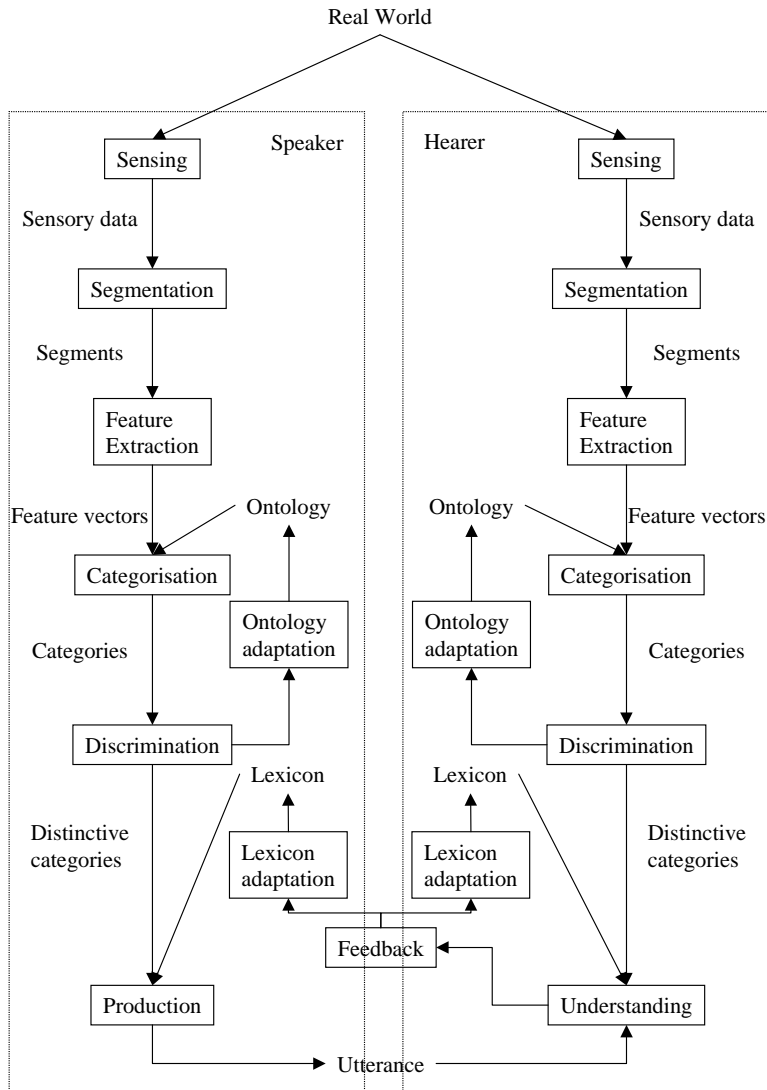 Real World
Speaker
Hearer
Sensing
Sensing
Sensory data
Sensory data
Segmentation
Segmentation
Segments
Segments
Feature
Extraction
Feature
Extraction
Feature vectors
Ontology
Ontology
Feature vectors
Categorisation
Categorisation
Ontology
adaptation
Ontology
adaptation
Categories
Categories
Discrimination
Discrimination
Lexicon
Lexicon
Distinctive
categories
Lexicon
adaptation
Lexicon
adaptation
Distinctive
categories
Feedback
Production
Understanding
Utterance